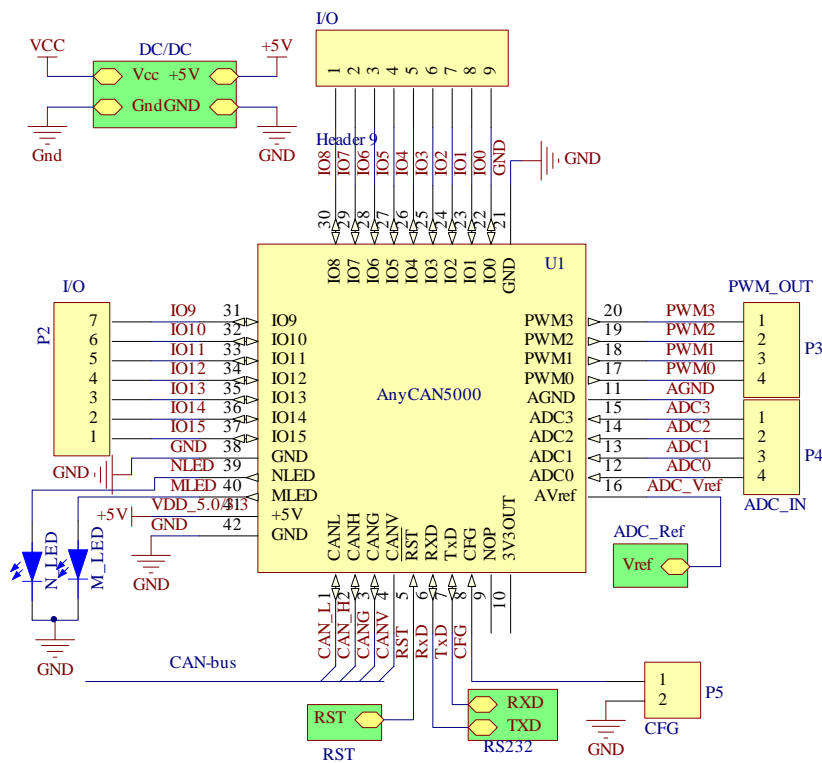 I/O
VCC DC/DC +5V
Vcc +5V
Gnd GND
Gnd GND
1 2 3 4 5 6 7 8 9
Header 9
IO8 IO7 IO6 IO5 IO4 IO3 IO2 IO1 IO0 GND
GND
30 29 28 27 26 25 24 23 22 21
IO8 IO7 IO6 IO5 IO4 IO3 IO2 IO1 IO0 GND
U1
AnyCAN5000
I/O
P2
7 IO9 31 IO9
6 IO10 32 IO10
5 IO11 33 IO11
4 IO12 34 IO12
3 IO13 35 IO13
2 IO14 36 IO14
1 IO15 37 IO15
GND GND 38 GND
NLED 39 NLED
MLED 40 MLED
+5V VDD_5.0/3.3 41 +5V
GND 42 GND
GND
N_LED M_LED
GND
PWM_OUT
PWM3 20 PWM3 1
PWM2 19 PWM2 2
PWM1 18 PWM1 3
PWM0 17 PWM0 4
P3
AGND 11 AGND
ADC3 15 ADC3 1
ADC2 14 ADC2 2
ADC1 13 ADC1 3
ADC0 12 ADC0 4
P4
AVref 16 ADC_Vref
ADC_IN
ADC_Ref
Vref
CANL CANH CANG CANV RST RXD TxD CFG NOP 3V3OUT
1 2 3 4 5 6 7 8 9 10
CAN_L CAN_H CANG CANV RST RxD TxD CFG
CAN-bus
RST
RST
RXD
TXD
RS232
1
2
P5
CFG
GND